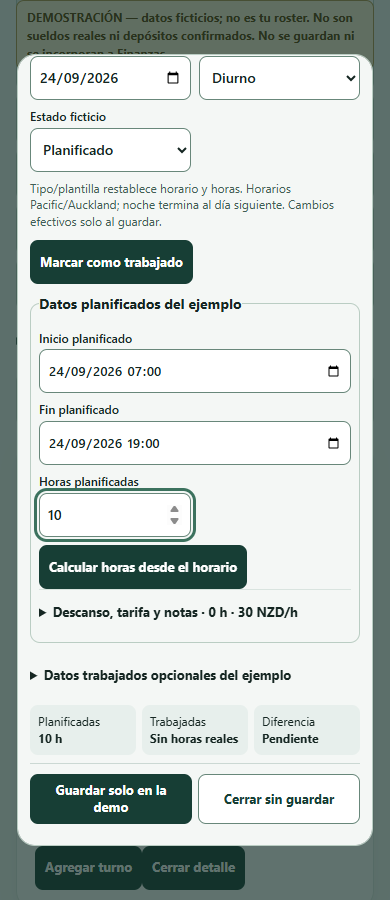 DEMOSTRACIÓN — datos ficticios; no es tu roster. No son
sueldos reales ni depósitos confirmados. No se guardan ni
se incorporan a Finanzas.
24/09/2026
Diurno
Estado ficticio
Planificado
Tipo/plantilla restablece horario y horas. Horarios
Pacific/Auckland; noche termina al día siguiente. Cambios
efectivos solo al guardar.
Marcar como trabajado
Datos planificados del ejemplo
Inicio planificado
24/09/2026 07:00
Fin planificado
24/09/2026 19:00
Horas planificadas
10
Calcular horas desde el horario
Descanso, tarifa y notas · 0 h · 30 NZD/h
Datos trabajados opcionales del ejemplo
Planificadas
10 h
Trabajadas
Sin horas reales
Diferencia
Pendiente
Guardar solo en la
demo
Cerrar sin guardar
Agregar turno
Cerrar detalle